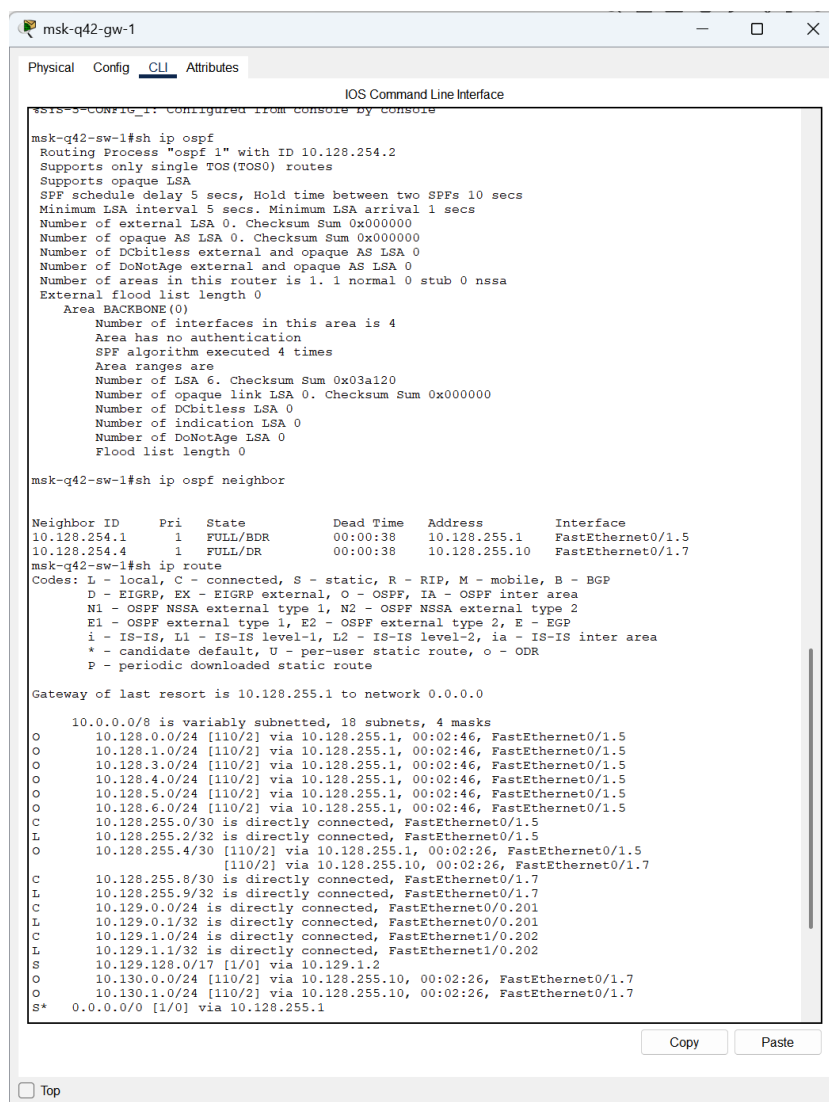 msk-q42-gw-1
Physical Config CLI Attributes
IOS Command Line Interface
%SYS-5-CONFIG_I: Configured from console by console
msk-q42-sw-1#sh ip ospf
Routing Process "ospf 1" with ID 10.128.254.2
Supports only single TOS(TOS0) routes
Supports opaque LSA
SPF schedule delay 5 secs, Hold time between two SPFs 10 secs
Minimum LSA interval 5 secs. Minimum LSA arrival 1 secs
Number of external LSA 0. Checksum Sum 0x000000
Number of opaque AS LSA 0. Checksum Sum 0x000000
Number of DCbitless external and opaque AS LSA 0
Number of DoNotAge external and opaque AS LSA 0
Number of areas in this router is 1. 1 normal 0 stub 0 nssa
External flood list length 0
Area BACKBONE(0)
Number of interfaces in this area is 4
Area has no authentication
SPF algorithm executed 4 times
Area ranges are
Number of LSA 6. Checksum Sum 0x03a120
Number of opaque link LSA 0. Checksum Sum 0x000000
Number of DCbitless LSA 0
Number of indication LSA 0
Number of DoNotAge LSA 0
Flood list length 0
msk-q42-sw-1#sh ip ospf neighbor
Neighbor ID Pri State Dead Time Address Interface
10.128.254.1 1 FULL/BDR 00:00:38 10.128.255.1 FastEthernet0/1.5
10.128.254.4 1 FULL/DR 00:00:38 10.128.255.10 FastEthernet0/1.7
msk-q42-sw-1#sh ip route
Codes: L - local, C - connected, S - static, R - RIP, M - mobile, B - BGP
D - EIGRP, EX - EIGRP external, O - OSPF, IA - OSPF inter area
N1 - OSPF NSSA external type 1, N2 - OSPF NSSA external type 2
E1 - OSPF external type 1, E2 - OSPF external type 2, E - EGP
i - IS-IS, L1 - IS-IS level-1, L2 - IS-IS level-2, ia - IS-IS inter area
* - candidate default, U - per-user static route, o - ODR
P - periodic downloaded static route
Gateway of last resort is 10.128.255.1 to network 0.0.0.0
10.0.0.0/8 is variably subnetted, 18 subnets, 4 masks
O 10.128.0.0/24 [110/2] via 10.128.255.1, 00:02:46, FastEthernet0/1.5
O 10.128.1.0/24 [110/2] via 10.128.255.1, 00:02:46, FastEthernet0/1.5
O 10.128.3.0/24 [110/2] via 10.128.255.1, 00:02:46, FastEthernet0/1.5
O 10.128.4.0/24 [110/2] via 10.128.255.1, 00:02:46, FastEthernet0/1.5
O 10.128.5.0/24 [110/2] via 10.128.255.1, 00:02:46, FastEthernet0/1.5
O 10.128.6.0/24 [110/2] via 10.128.255.1, 00:02:46, FastEthernet0/1.5
C 10.128.255.0/30 is directly connected, FastEthernet0/1.5
L 10.128.255.2/32 is directly connected, FastEthernet0/1.5
O 10.128.255.4/30 [110/2] via 10.128.255.1, 00:02:26, FastEthernet0/1.5
[110/2] via 10.128.255.10, 00:02:26, FastEthernet0/1.7
C 10.128.255.8/30 is directly connected, FastEthernet0/1.7
L 10.128.255.9/32 is directly connected, FastEthernet0/1.7
C 10.129.0.0/24 is directly connected, FastEthernet0/0.201
L 10.129.0.1/32 is directly connected, FastEthernet0/0.201
C 10.129.1.0/24 is directly connected, FastEthernet1/0.202
L 10.129.1.1/32 is directly connected, FastEthernet1/0.202
S 10.129.128.0/17 [1/0] via 10.129.1.2
O 10.130.0.0/24 [110/2] via 10.128.255.10, 00:02:26, FastEthernet0/1.7
O 10.130.1.0/24 [110/2] via 10.128.255.10, 00:02:26, FastEthernet0/1.7
S* 0.0.0.0/0 [1/0] via 10.128.255.1
Copy Paste
Top